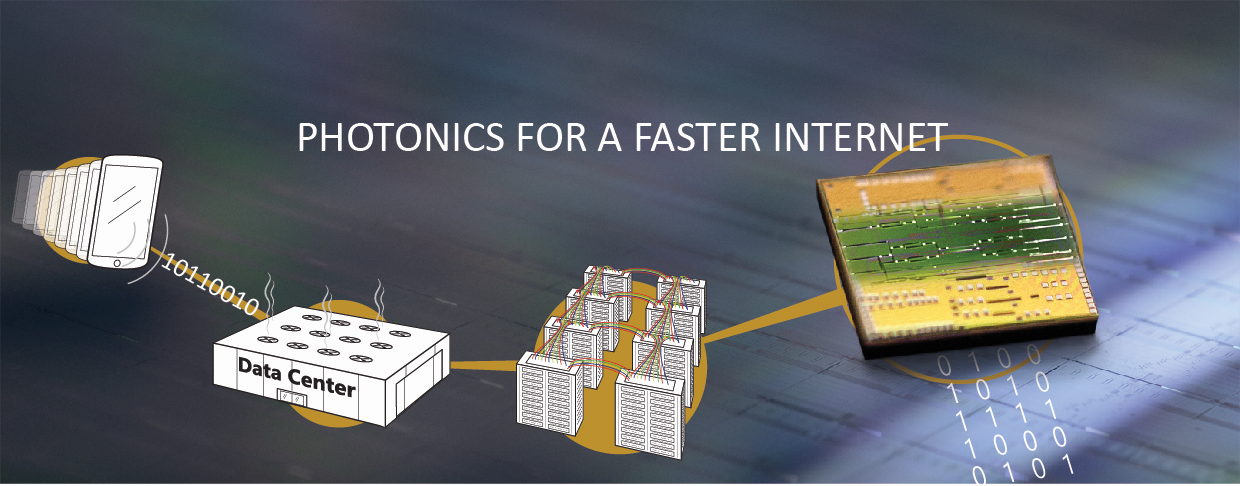 PHOTONICS FOR A FASTER INTERNET
10110010
Data Center
0 1 0 0
1 0 1 0
1 1 1 1
1 0 0 0
0 1 0 1